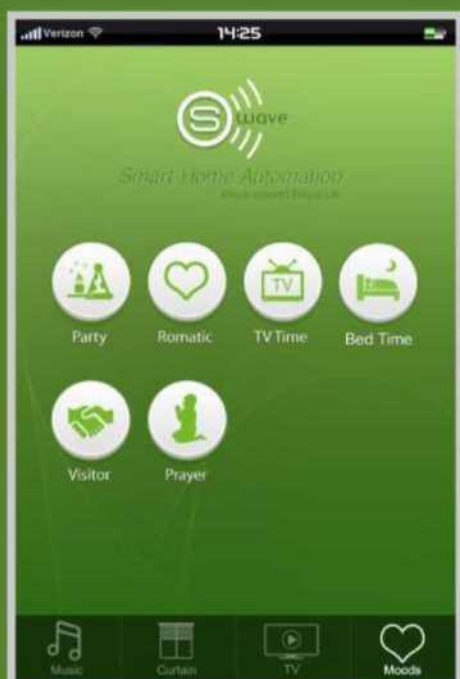 Verizon 14:25
S wave
Smart Home Automation
Party Romatic TV Time Bed Time
TV
Visitor Prayer
Music Curtain TV Moods